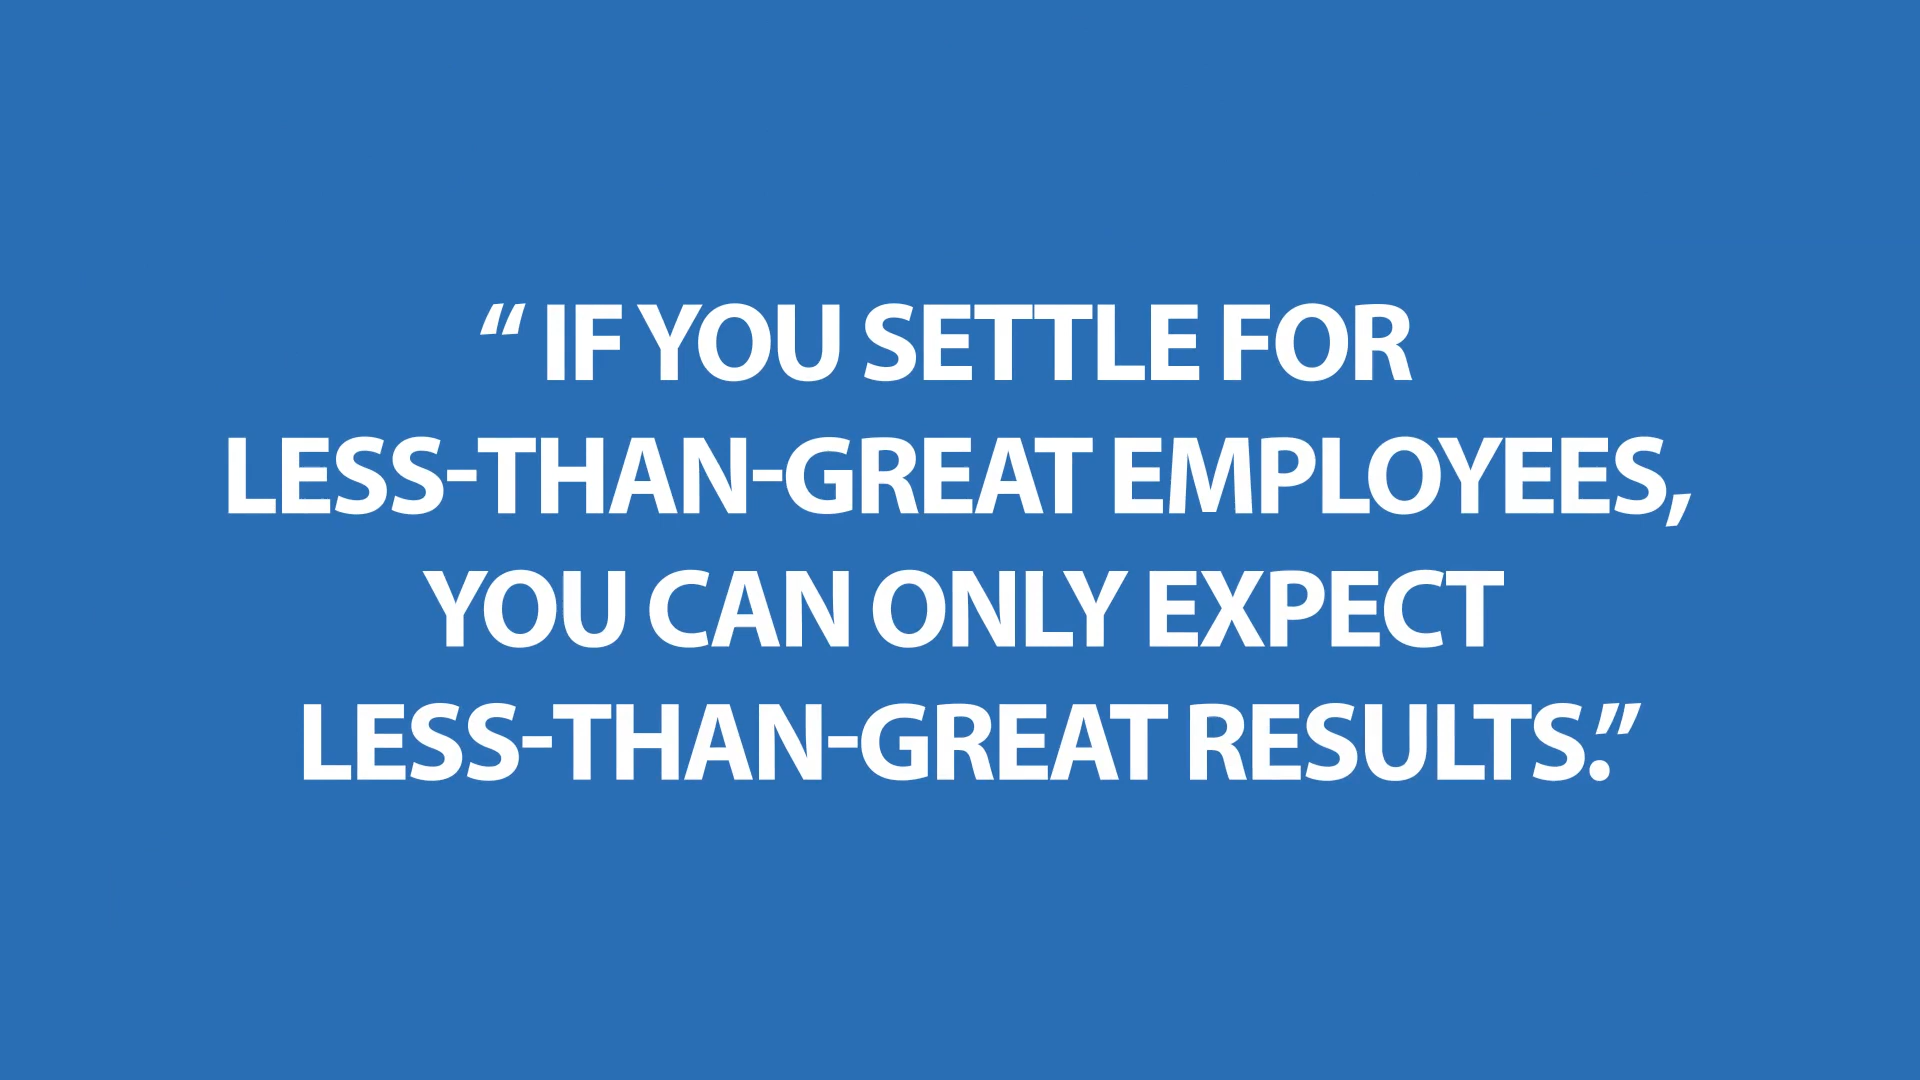 “ IF YOU SETTLE FOR
LESS-THAN-GREAT EMPLOYEES,
YOU CAN ONLY EXPECT
LESS-THAN-GREAT RESULTS.”